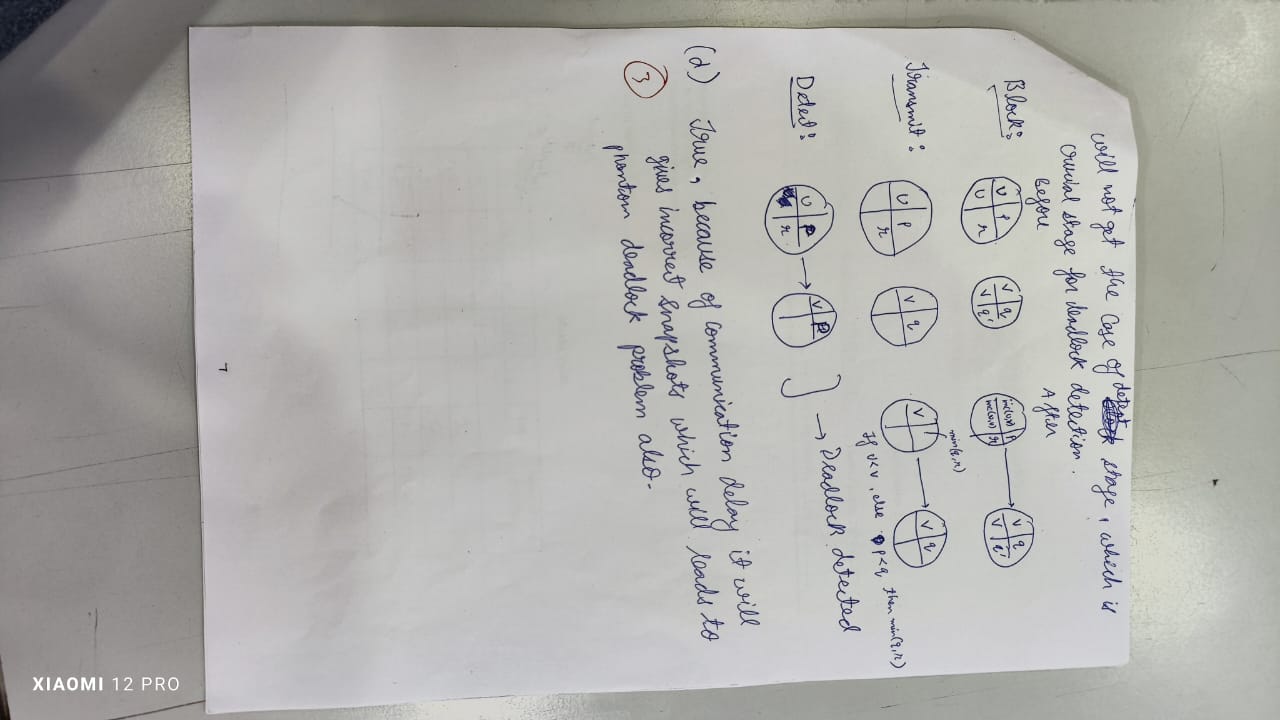 will not get the case of detect stage, which is
crucial stage for deadlock detection.
Before
After
Block:
U P
U r
V q
V q'
inc(u,v) P
inc(u,v) r
V q
V q'
Transmit:
U P
r
V q
min(q,r)
V
V q
If u<v, else P<q then min(q,r)
Detect:
U P
r
V P
→ Deadlock detected
(d) True, because of communication delay it will
gives incorrect snapshots which will leads to
③
phantom deadlock problem also.
7
XIAOMI 12 PRO